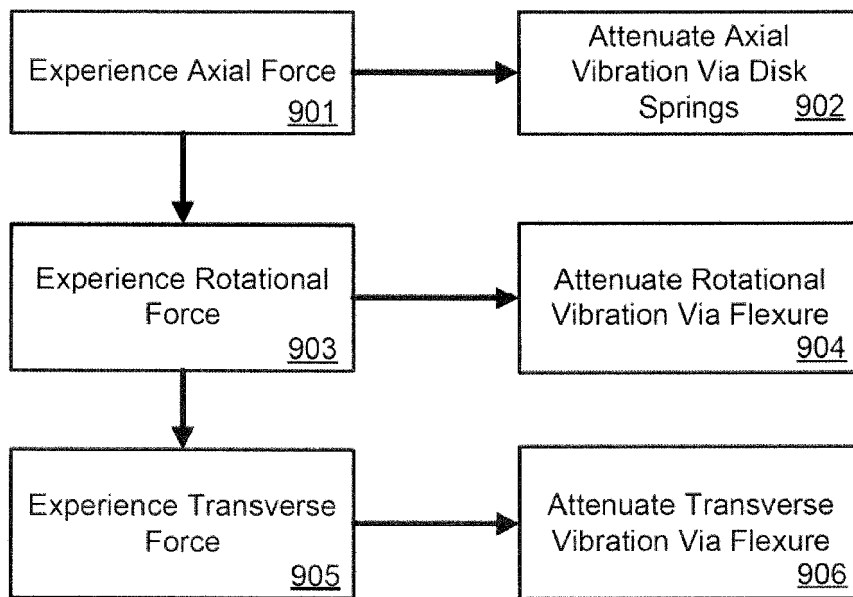 Experience Axial Force
901
Attenuate Axial
Vibration Via Disk
Springs
902
Experience Rotational
Force
903
Attenuate Rotational
Vibration Via Flexure
904
Experience Transverse
Force
905
Attenuate Transverse
Vibration Via Flexure
906